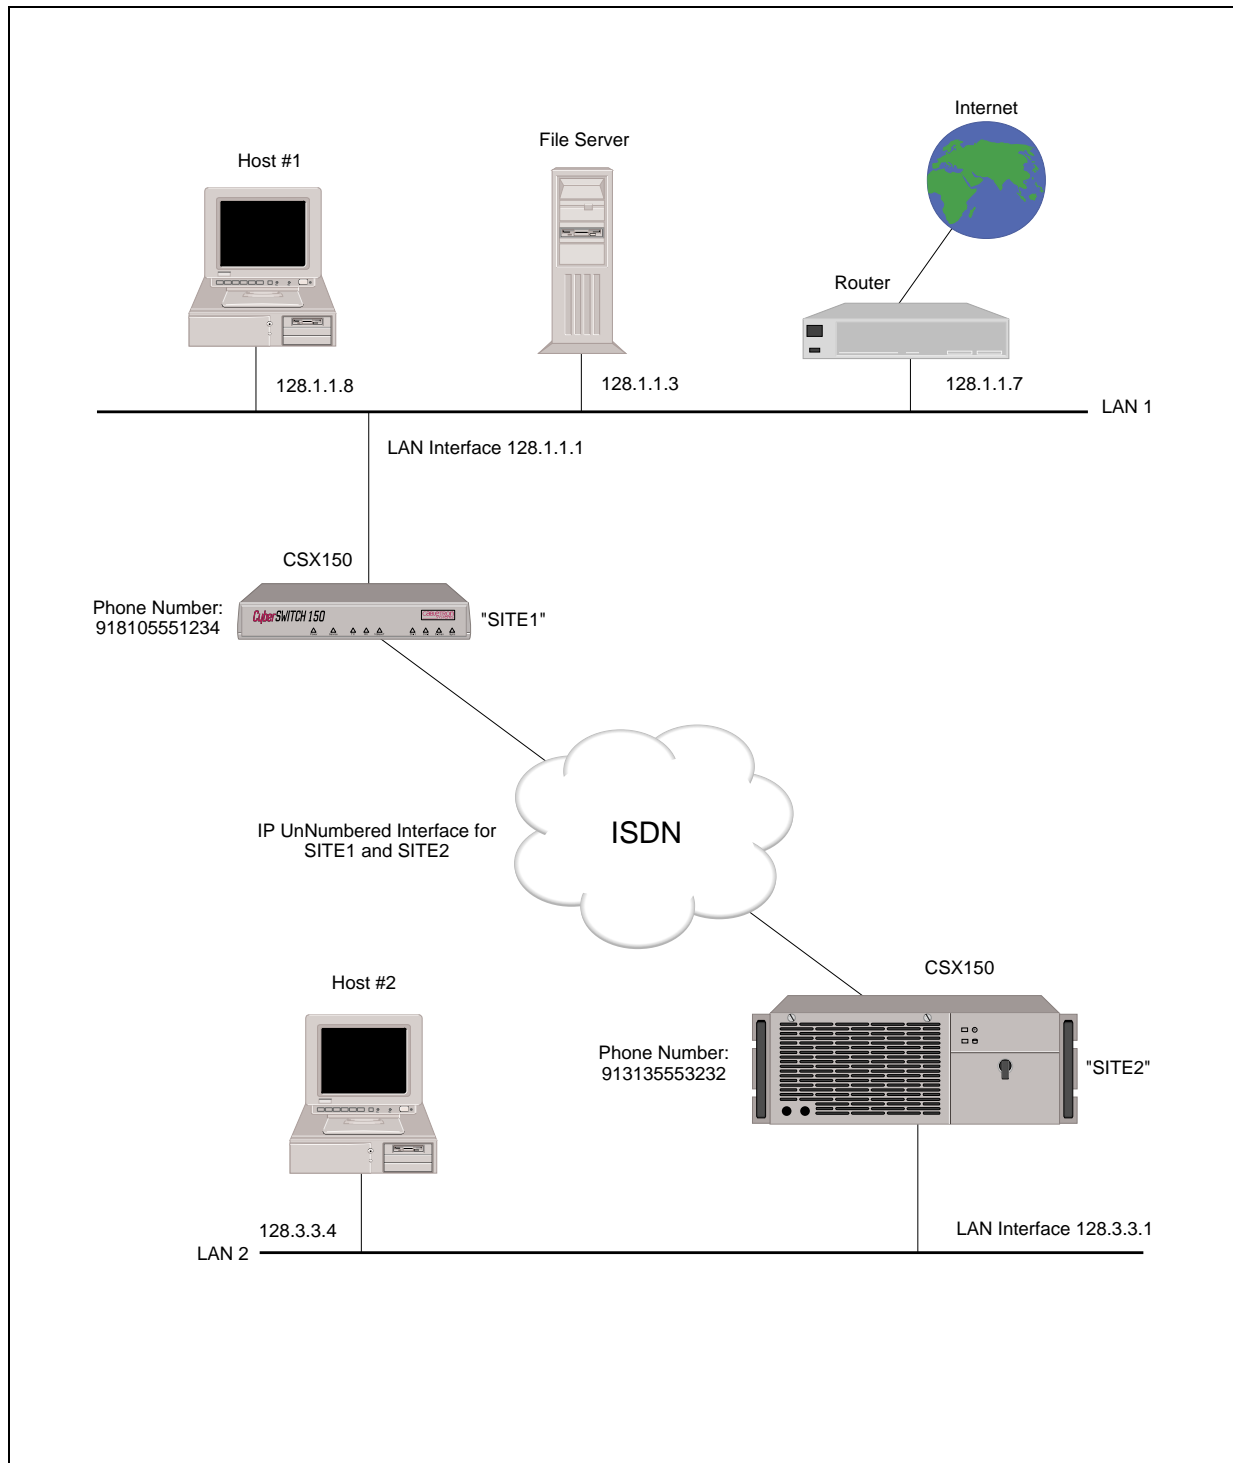 Internet
File Server
Host #1
Router
128.1.1.8
128.1.1.3
128.1.1.7
LAN 1
LAN Interface 128.1.1.1
CSX150
Phone Number:
918105551234
CyberSWITCH 150
"SITE1"
IP UnNumbered Interface for
SITE1 and SITE2
ISDN
CSX150
Host #2
Phone Number:
913135553232
"SITE2"
128.3.3.4
LAN Interface 128.3.3.1
LAN 2